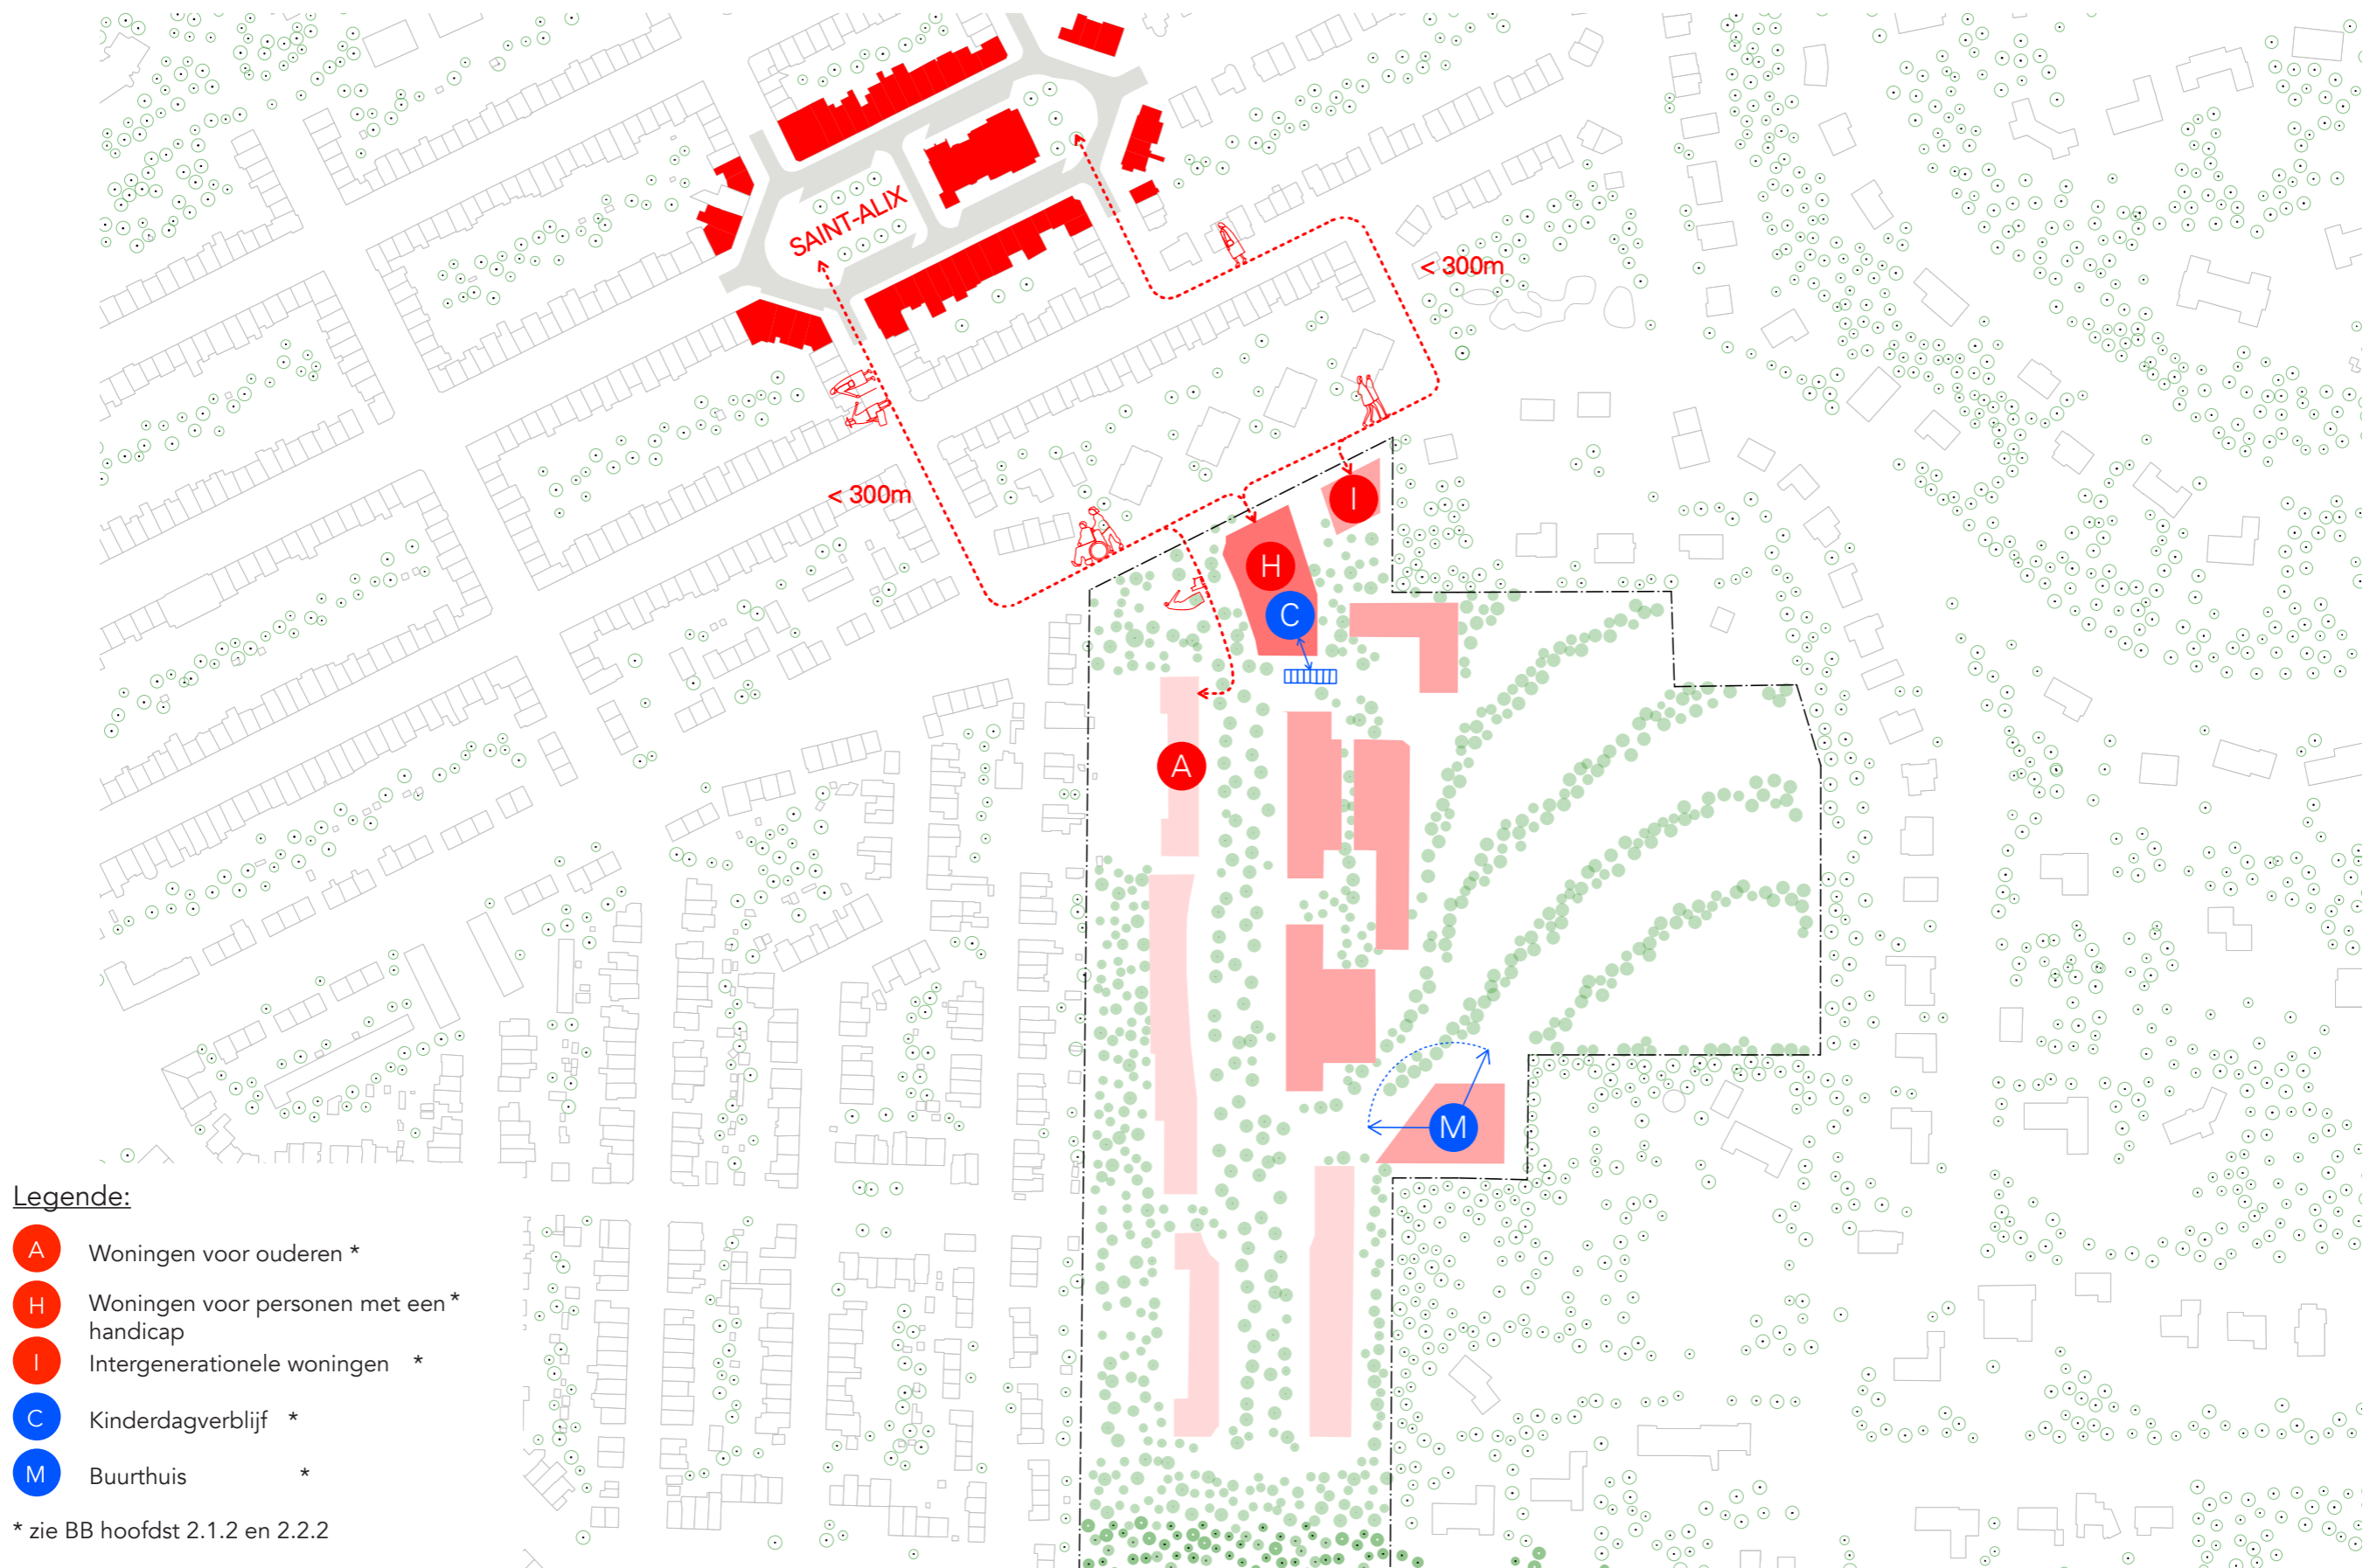 SAINT-ALIX
< 300m
< 300m
I
H
C
A
M
Legende:
A Woningen voor ouderen *
H Woningen voor personen met een *
handicap
I Intergenerationele woningen *
C Kinderdagverblijf *
M Buurthuis *
* zie BB hoofdst 2.1.2 en 2.2.2